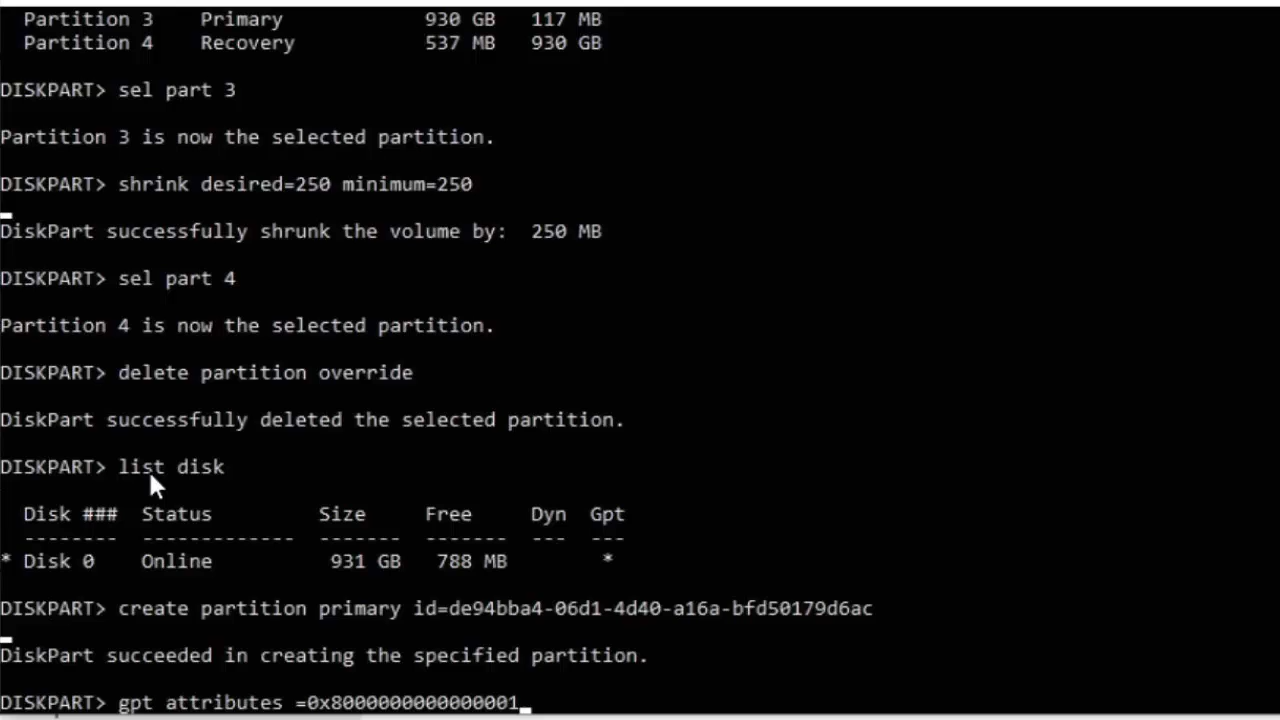 Partition 3 Primary 930 GB 117 MB
Partition 4 Recovery 537 MB 930 GB
DISKPART> sel part 3
Partition 3 is now the selected partition.
DISKPART> shrink desired=250 minimum=250
DiskPart successfully shrunk the volume by: 250 MB
DISKPART> sel part 4
Partition 4 is now the selected partition.
DISKPART> delete partition override
DiskPart successfully deleted the selected partition.
DISKPART> list disk
Disk ### Status Size Free Dyn Gpt
-------- ------------- ------- ------- --- ---
* Disk 0 Online 931 GB 788 MB *
DISKPART> create partition primary id=de94bba4-06d1-4d40-a16a-bfd50179d6ac
DiskPart succeeded in creating the specified partition.
DISKPART> gpt attributes =0x8000000000000001